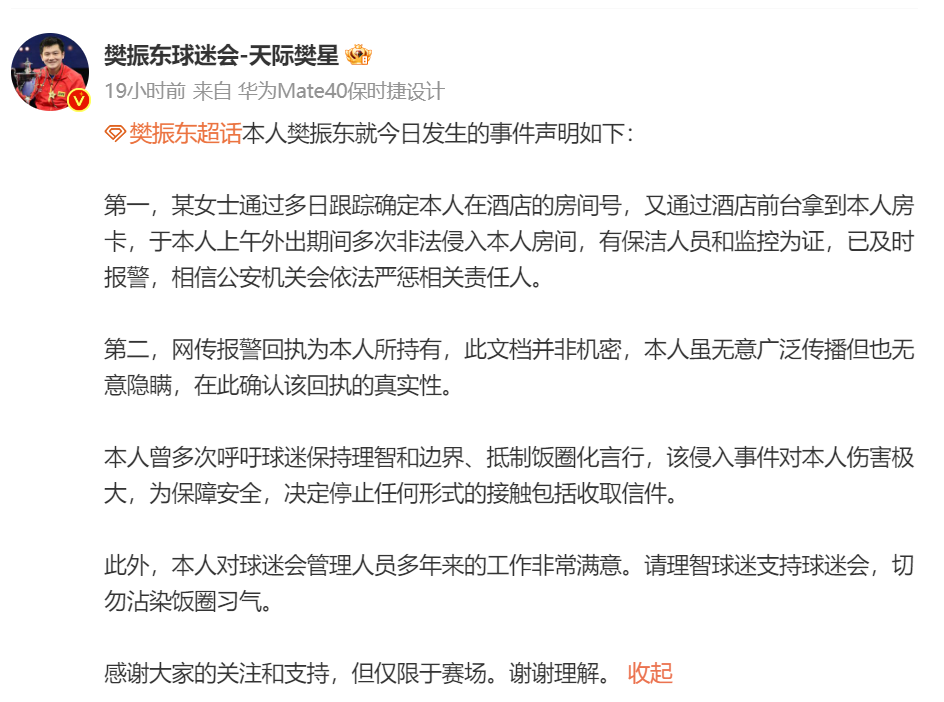 樊振东球迷会-天际樊星
19小时前 来自 华为Mate40保时捷设计
樊振东超话本人樊振东就今日发生的事件声明如下：
第一，某女士通过多日跟踪确定本人在酒店的房间号，又通过酒店前台拿到本人房
卡，于本人上午外出期间多次非法侵入本人房间，有保洁人员和监控为证，已及时
报警，相信公安机关会依法严惩相关责任人。
第二，网传报警回执为本人所持有，此文档并非机密，本人虽无意广泛传播但也无
意隐瞒，在此确认该回执的真实性。
本人曾多次呼吁球迷保持理智和边界、抵制饭圈化言行，该侵入事件对本人伤害极
大，为保障安全，决定停止任何形式的接触包括收取信件。
此外，本人对球迷会管理人员多年来的工作非常满意。请理智球迷支持球迷会，切
勿沾染饭圈习气。
感谢大家的关注和支持，但仅限于赛场。谢谢理解。 收起